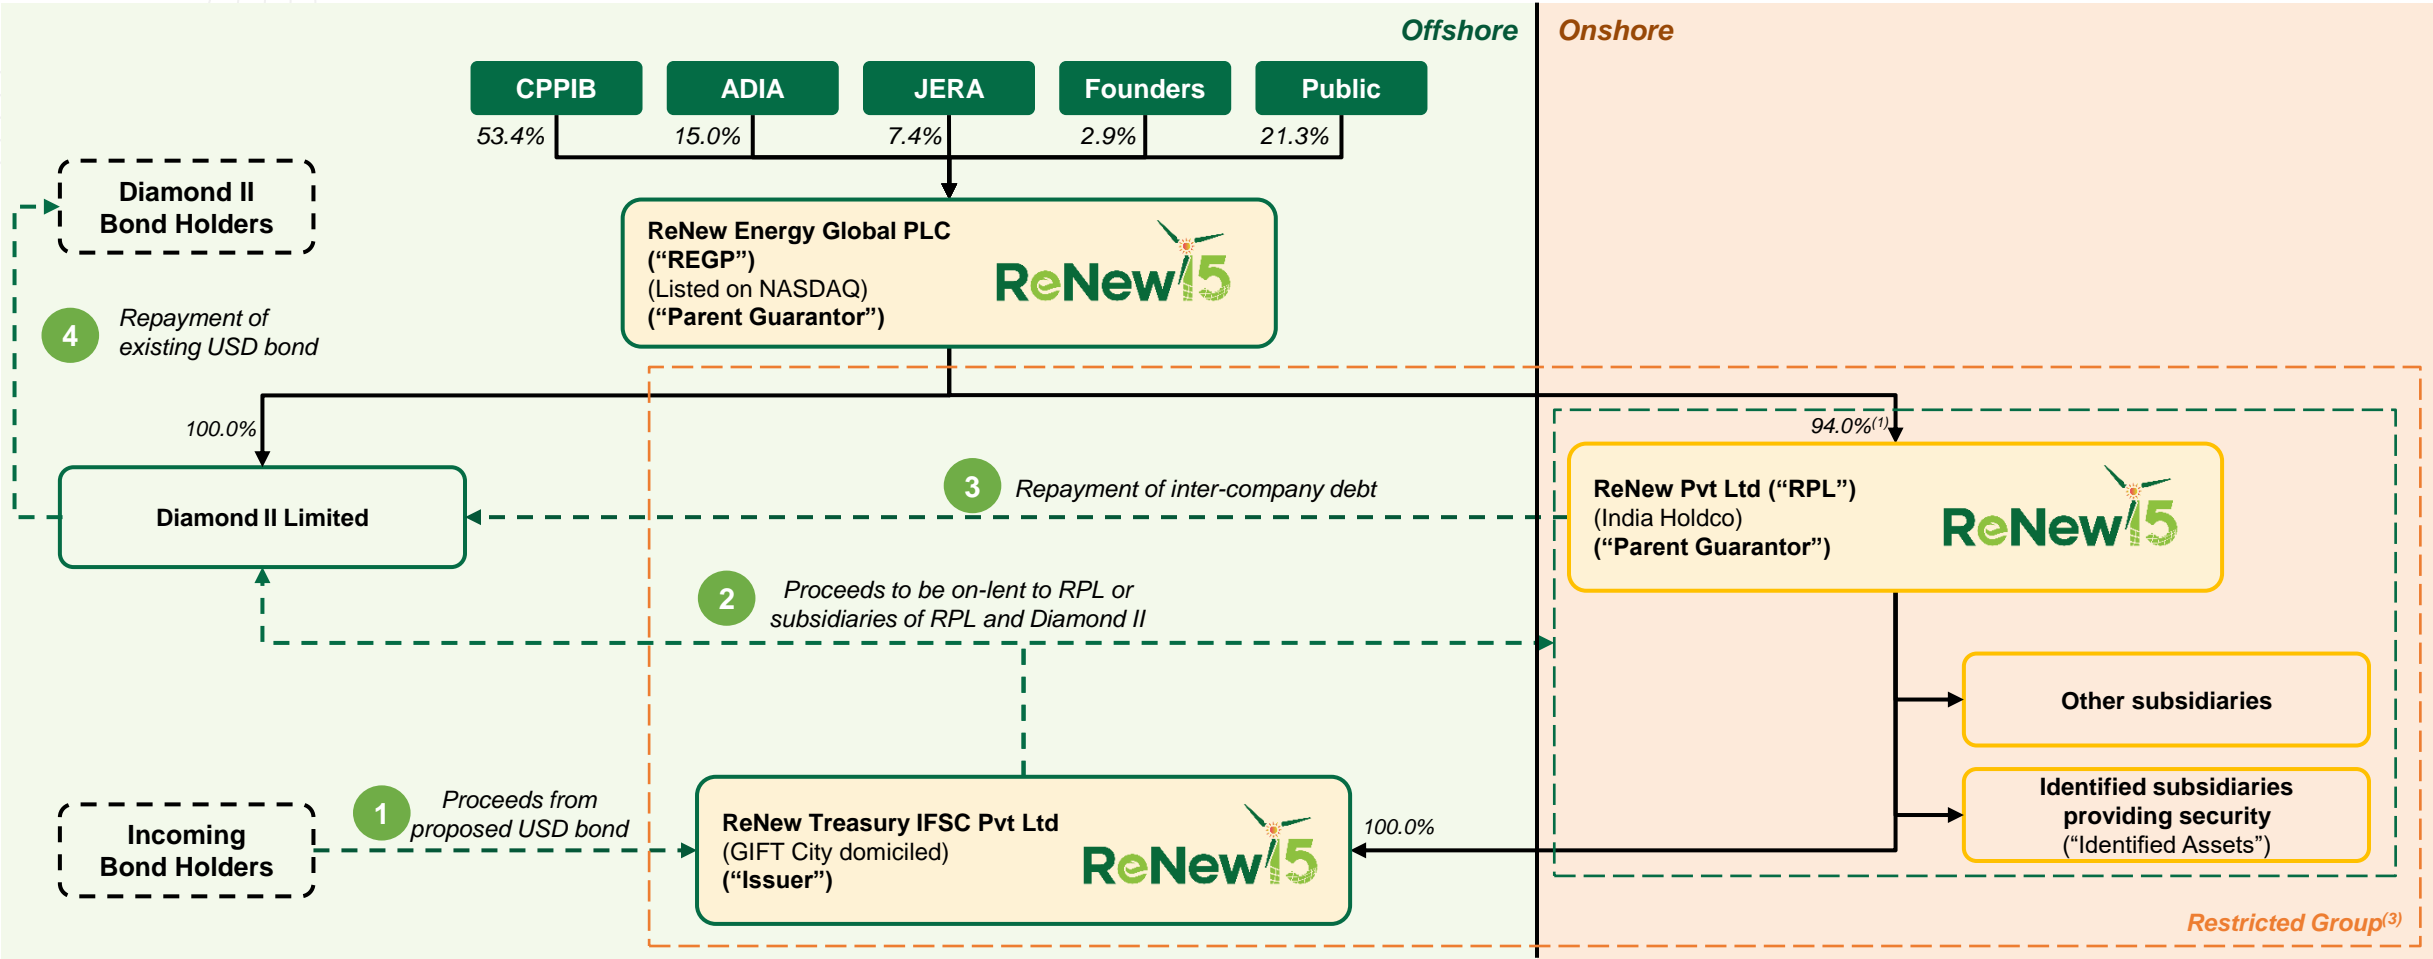 Offshore
Onshore
CPPIB
ADIA
JERA
Founders
Public
53.4%
15.0%
7.4%
2.9%
21.3%
Diamond II
Bond Holders
ReNew Energy Global PLC
(“REGP”)
(Listed on NASDAQ)
(“Parent Guarantor”)
ReNew 15
4
Repayment of
existing USD bond
100.0%
94.0%(1)
Diamond II Limited
3
Repayment of inter-company debt
ReNew Pvt Ltd (“RPL”)
(India Holdco)
(“Parent Guarantor”)
ReNew 15
2
Proceeds to be on-lent to RPL or
subsidiaries of RPL and Diamond II
Other subsidiaries
Identified subsidiaries
providing security
(“Identified Assets”)
Incoming
Bond Holders
1
Proceeds from
proposed USD bond
ReNew Treasury IFSC Pvt Ltd
(GIFT City domiciled)
(“Issuer”)
ReNew 15
100.0%
Restricted Group(3)